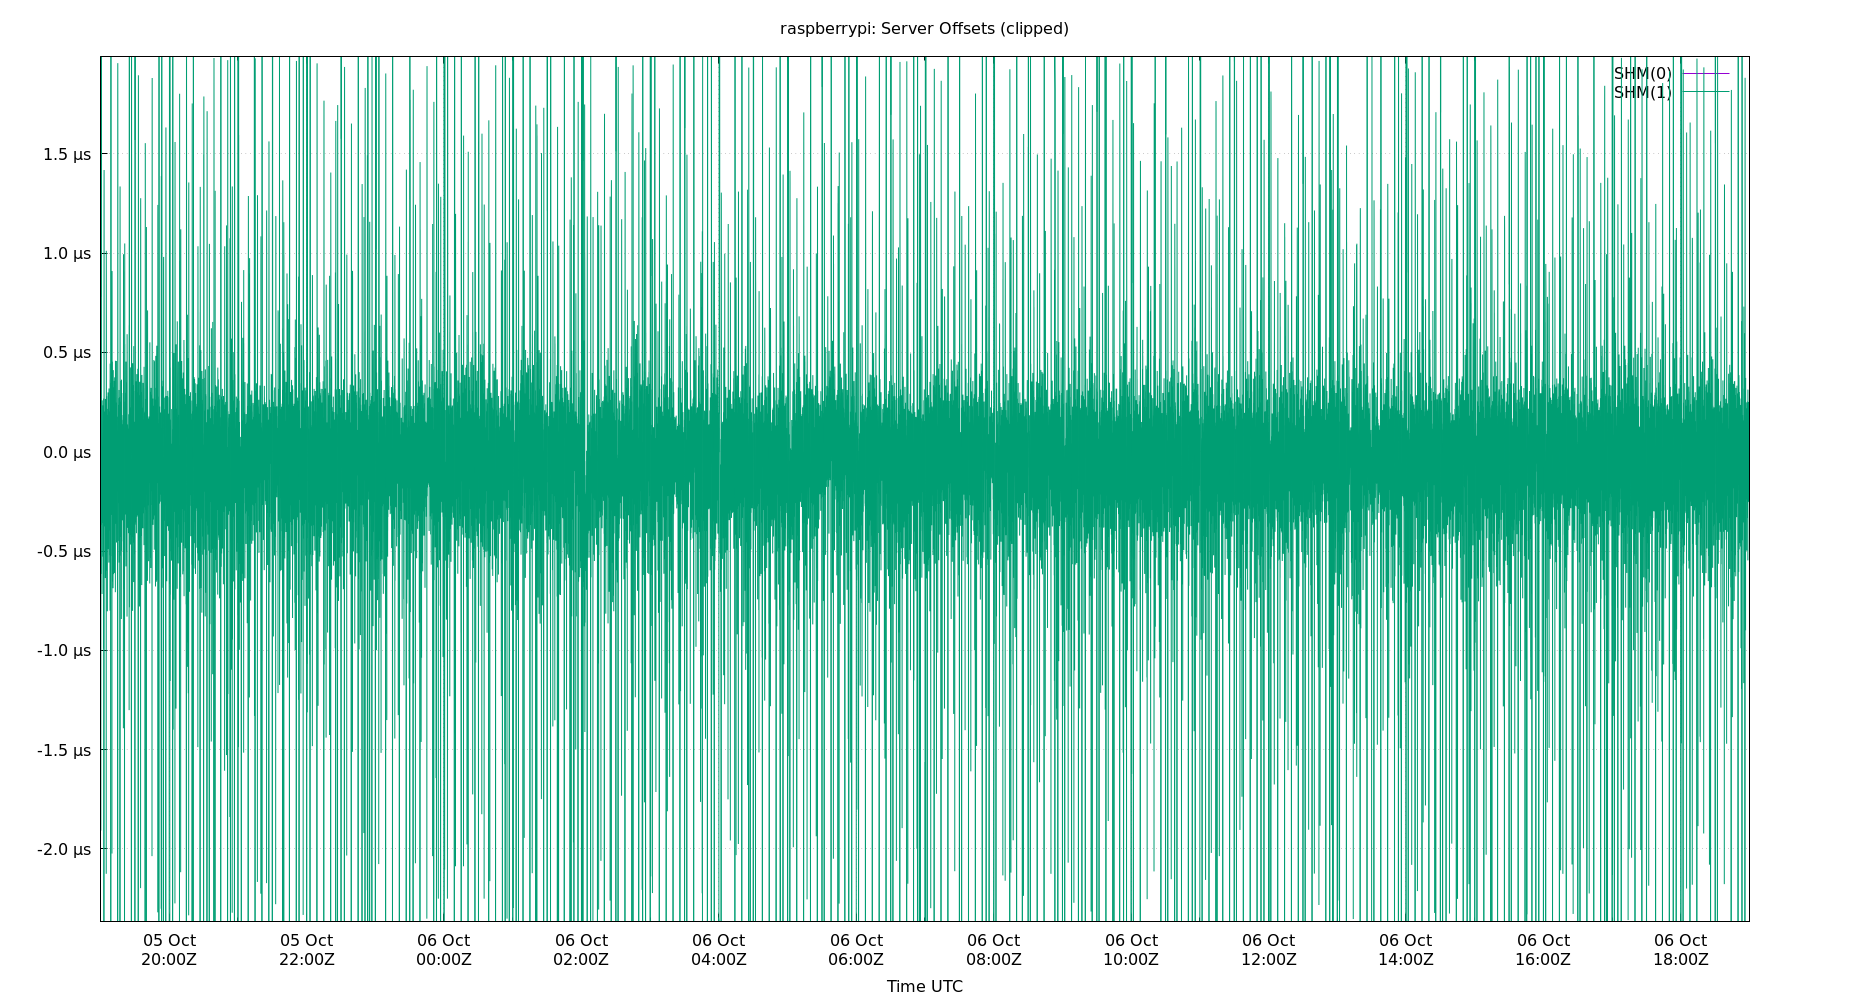 raspberrypi: Server Offsets (clipped)
SHM(0)
SHM(1)
1.5 µs
1.0 µs
0.5 µs
0.0 µs
-0.5 µs
-1.0 µs
-1.5 µs
-2.0 µs
05 Oct 05 Oct 06 Oct 06 Oct 06 Oct 06 Oct 06 Oct 06 Oct 06 Oct 06 Oct 06 Oct 06 Oct
20:00Z 22:00Z 00:00Z 02:00Z 04:00Z 06:00Z 08:00Z 10:00Z 12:00Z 14:00Z 16:00Z 18:00Z
Time UTC